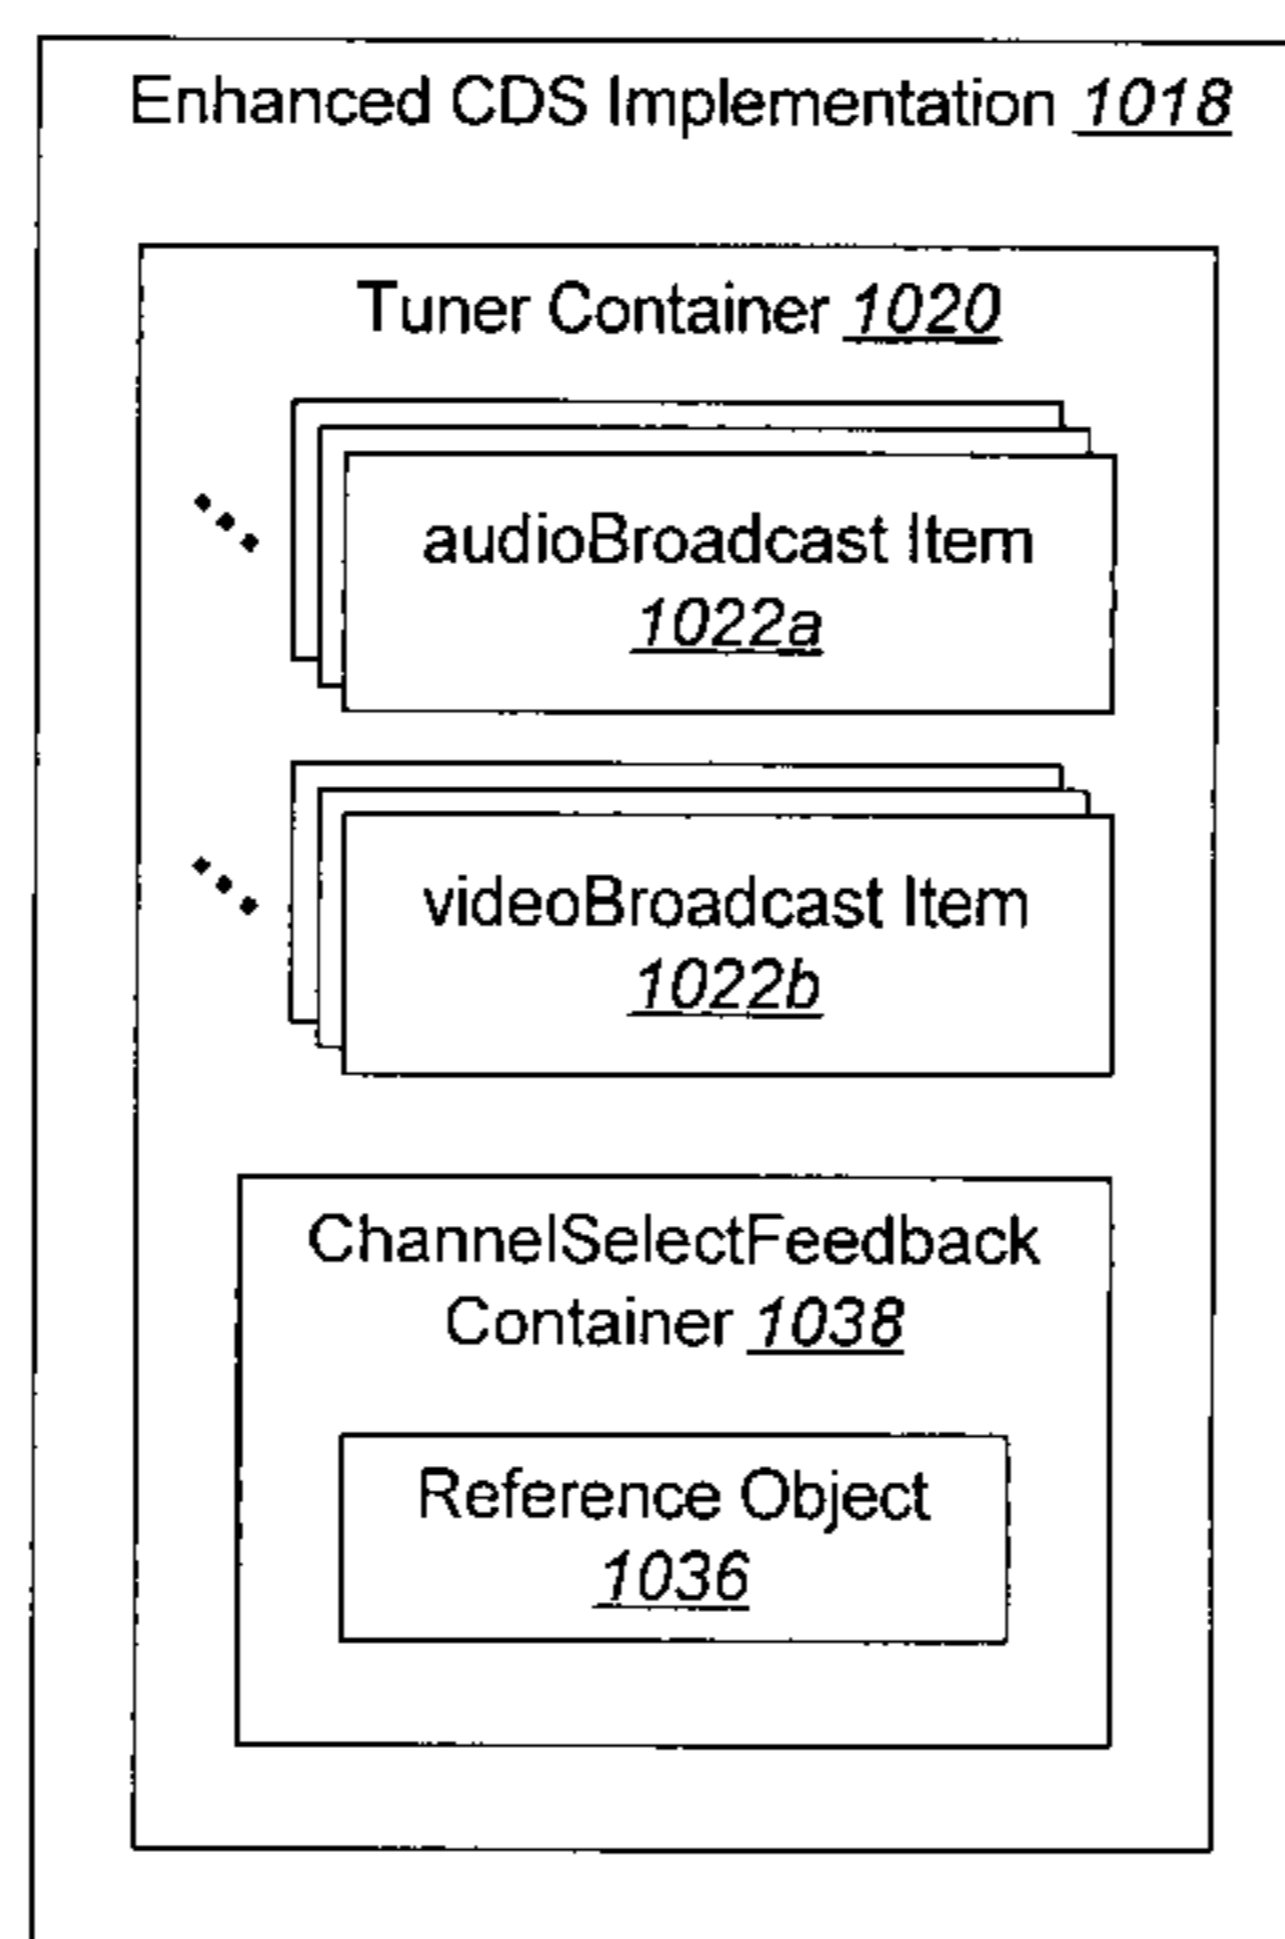 Enhanced CDS Implementation 1018
Tuner Container 1020
audioBroadcast Item
1022a
videoBroadcast Item
1022b
ChannelSelectFeedback
Container 1038
Reference Object
1036